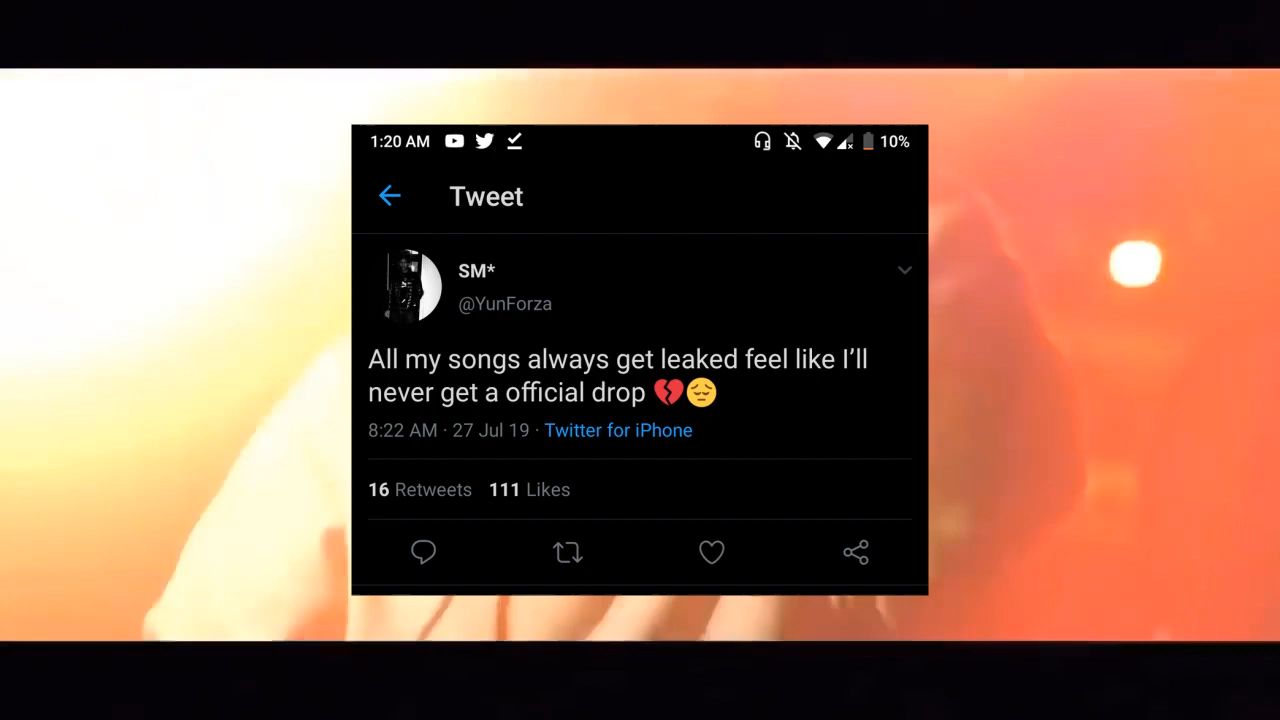 1:20 AM 10%
Tweet
SM*
@YunForza
All my songs always get leaked feel like I’ll
never get a official drop 💔😔
8:22 AM · 27 Jul 19 · Twitter for iPhone
16 Retweets 111 Likes